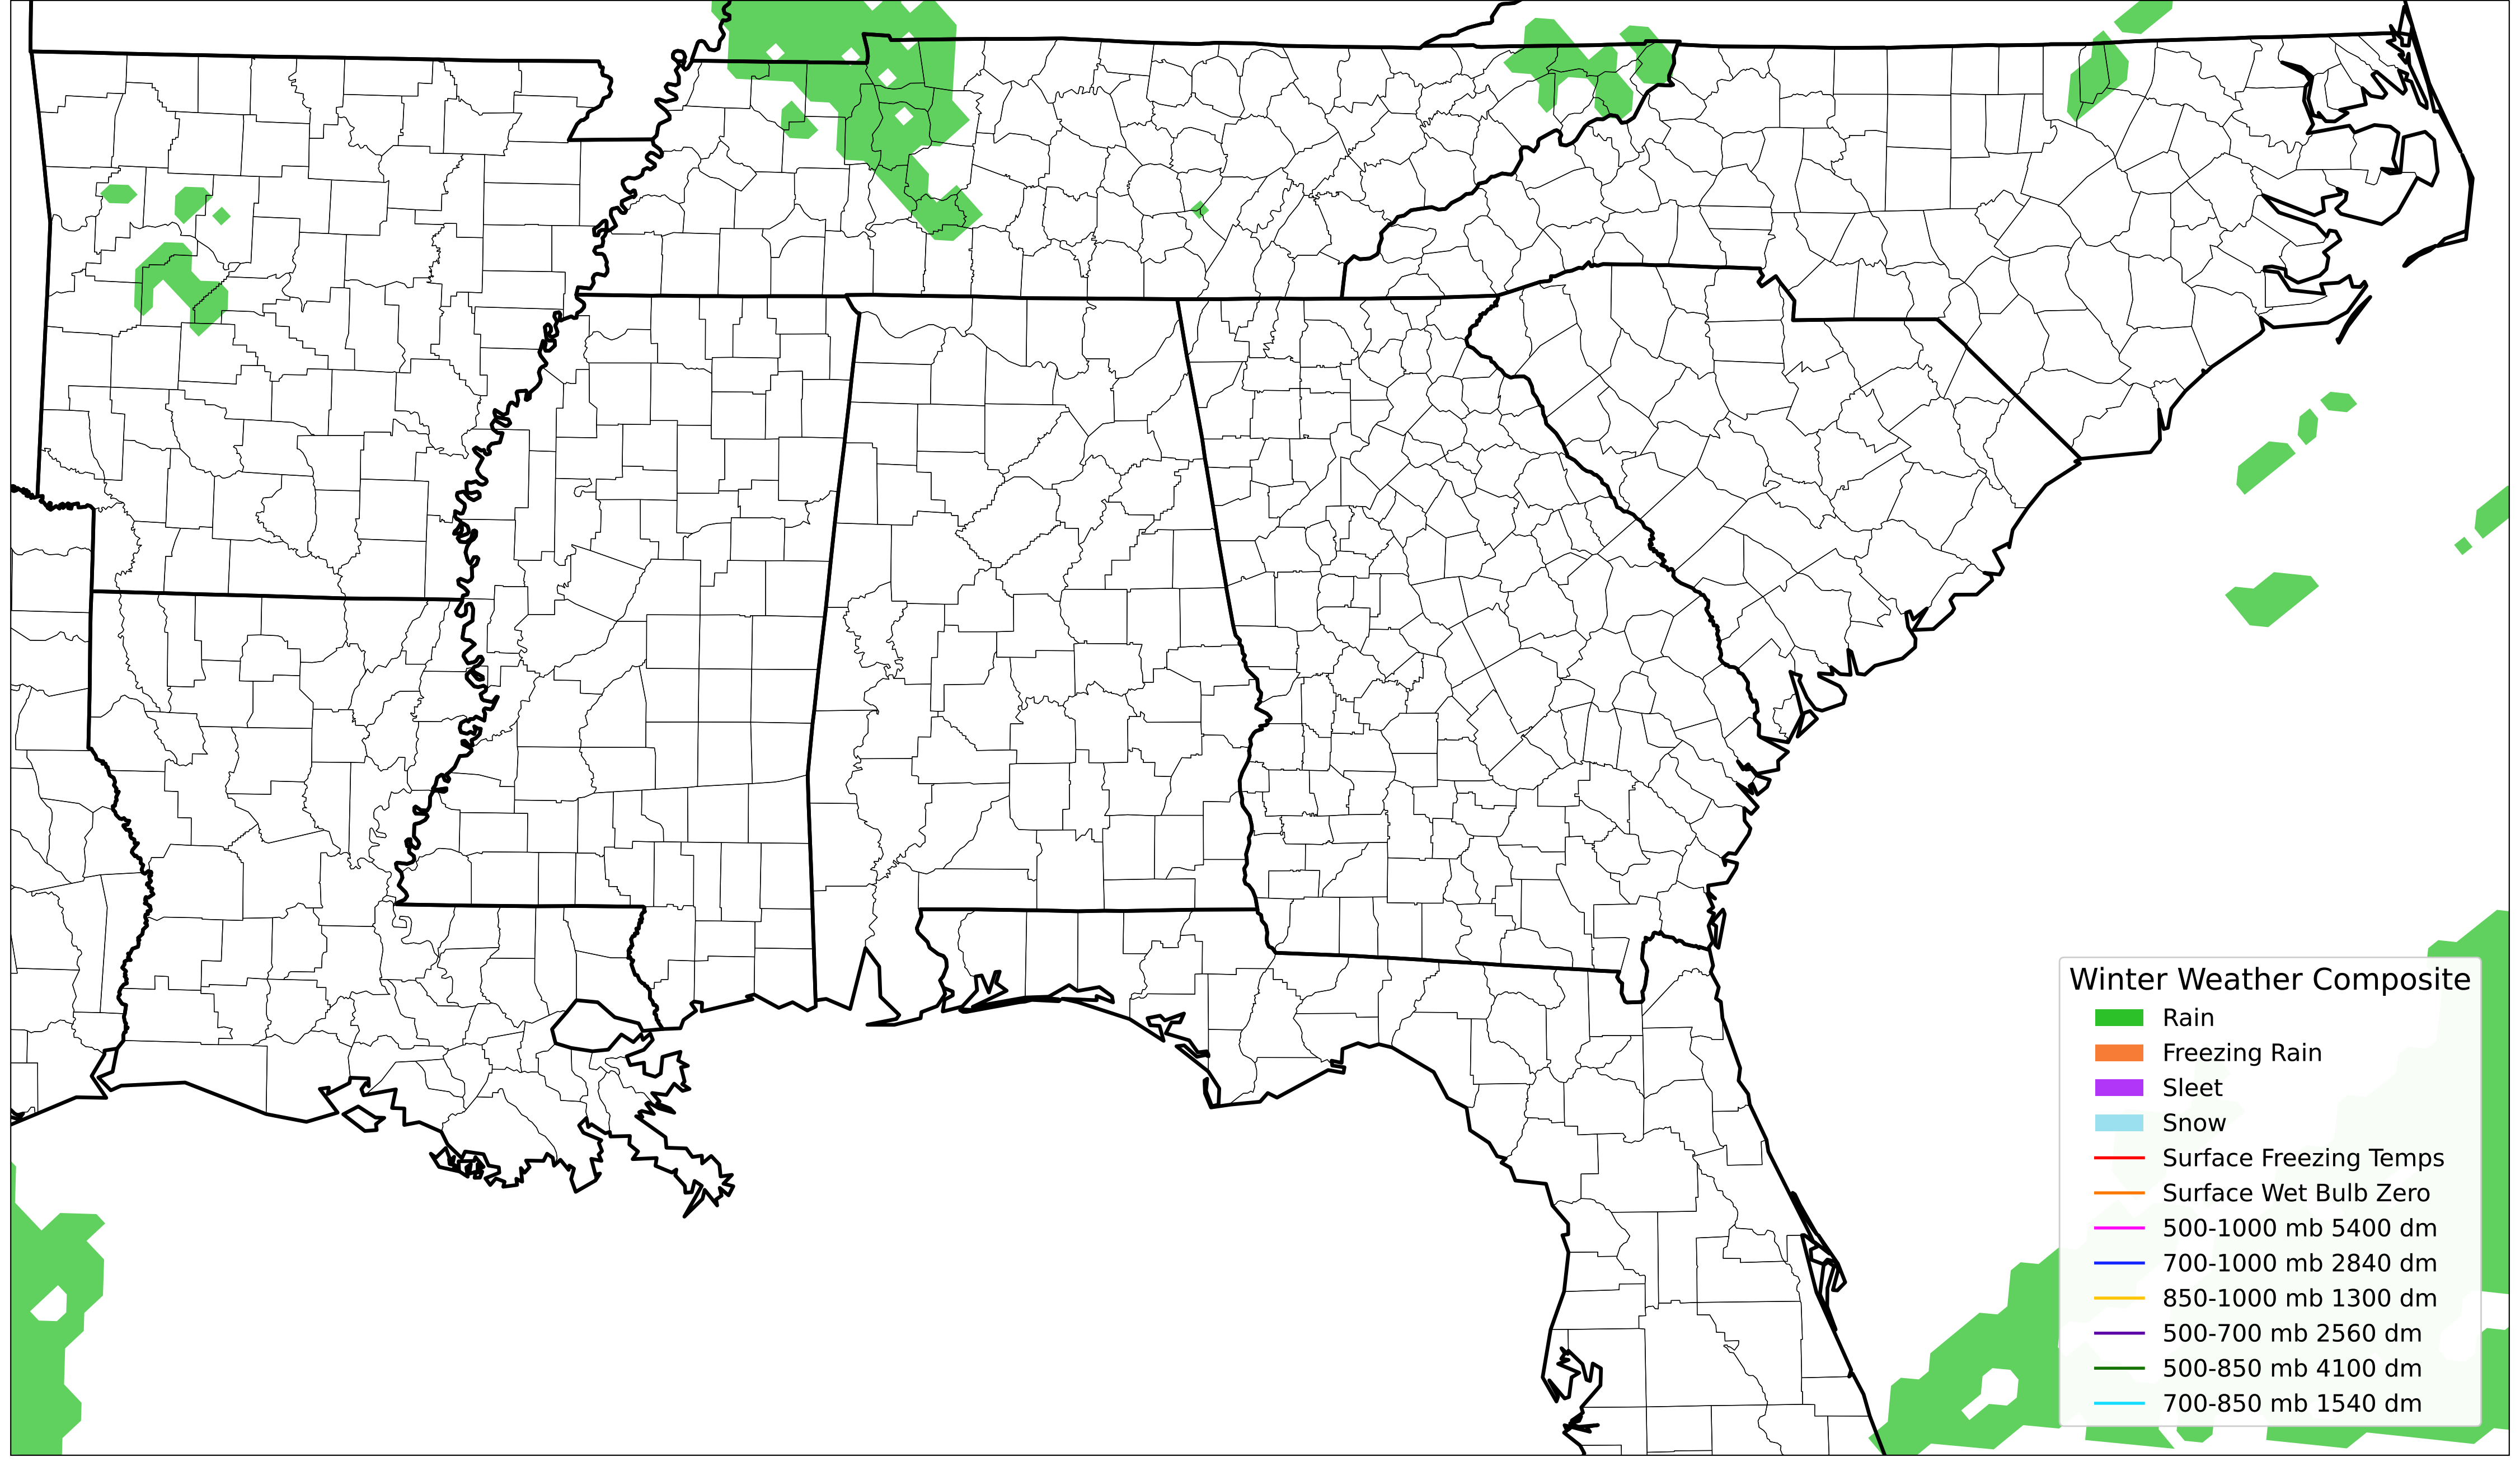 Winter Weather Composite
Rain
Freezing Rain
Sleet
Snow
Surface Freezing Temps
Surface Wet Bulb Zero
500-1000 mb 5400 dm
700-1000 mb 2840 dm
850-1000 mb 1300 dm
500-700 mb 2560 dm
500-850 mb 4100 dm
700-850 mb 1540 dm